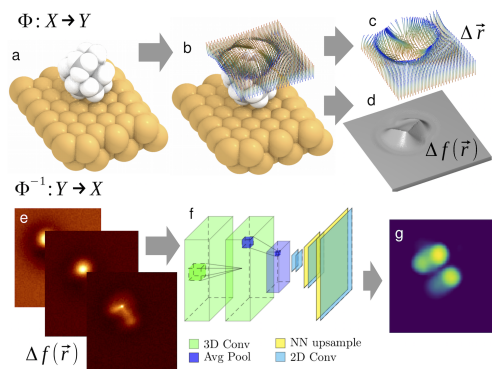 Φ: X → Y
a
b
c
Δr⃗
d
Δf(r⃗)
Φ⁻¹: Y → X
e
f
g
Δf(r⃗)
3D Conv
NN upsample
Avg Pool
2D Conv